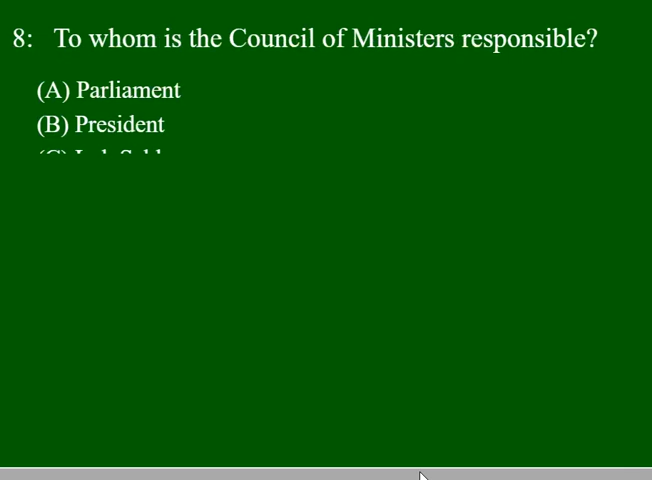 8: To whom is the Council of Ministers responsible?
(A) Parliament
(B) President